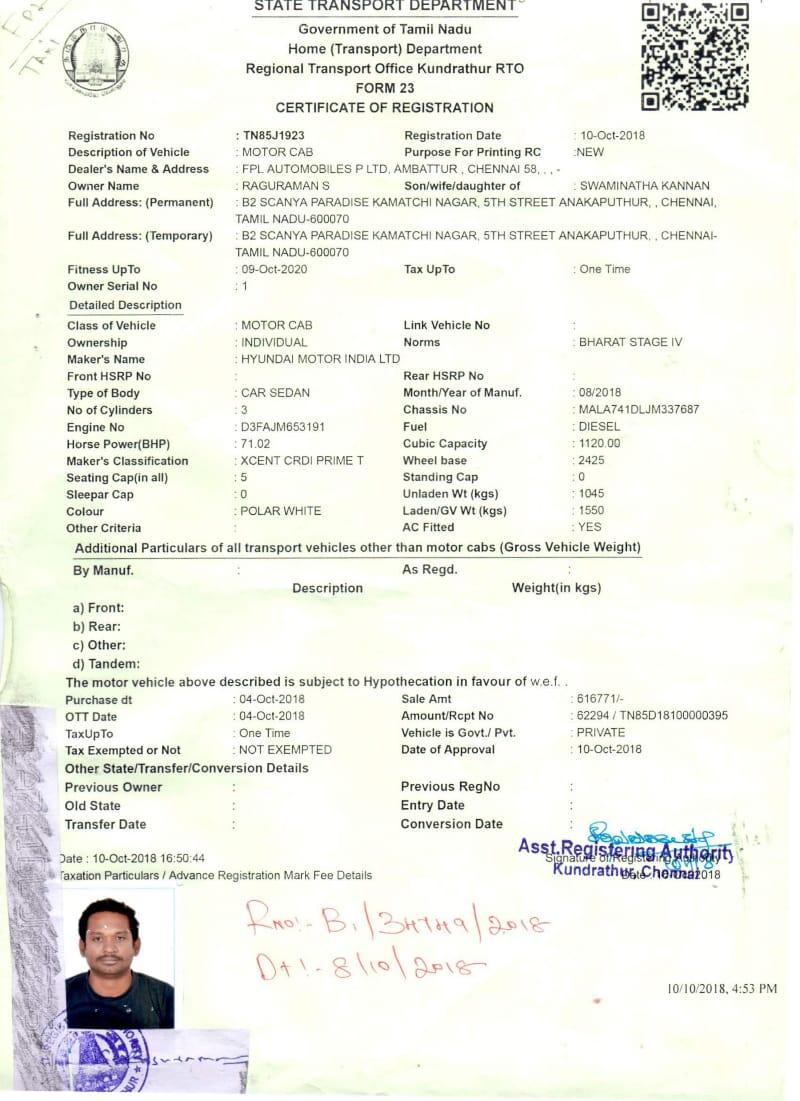 STATE TRANSPORT DEPARTMENT
Government of Tamil Nadu
Home (Transport) Department
Regional Transport Office Kundrathur RTO
FORM 23
CERTIFICATE OF REGISTRATION
Registration No : TN85J1923 Registration Date : 10-Oct-2018
Description of Vehicle : MOTOR CAB Purpose For Printing RC :NEW
Dealer's Name & Address : FPL AUTOMOBILES P LTD, AMBATTUR , CHENNAI 58, , , -
Owner Name : RAGURAMAN S Son/wife/daughter of : SWAMINATHA KANNAN
Full Address: (Permanent) : B2 SCANYA PARADISE KAMATCHI NAGAR, 5TH STREET ANAKAPUTHUR, , CHENNAI,
TAMIL NADU-600070
Full Address: (Temporary) : B2 SCANYA PARADISE KAMATCHI NAGAR, 5TH STREET ANAKAPUTHUR, , CHENNAI-
TAMIL NADU-600070
Fitness UpTo : 09-Oct-2020 Tax UpTo : One Time
Owner Serial No : 1
Detailed Description
Class of Vehicle : MOTOR CAB Link Vehicle No :
Ownership : INDIVIDUAL Norms : BHARAT STAGE IV
Maker's Name : HYUNDAI MOTOR INDIA LTD
Front HSRP No : Rear HSRP No :
Type of Body : CAR SEDAN Month/Year of Manuf. : 08/2018
No of Cylinders : 3 Chassis No : MALA741DLJM337687
Engine No : D3FAJM653191 Fuel : DIESEL
Horse Power(BHP) : 71.02 Cubic Capacity : 1120.00
Maker's Classification : XCENT CRDI PRIME T Wheel base : 2425
Seating Cap(in all) : 5 Standing Cap : 0
Sleepar Cap : 0 Unladen Wt (kgs) : 1045
Colour : POLAR WHITE Laden/GV Wt (kgs) : 1550
Other Criteria : AC Fitted : YES
Additional Particulars of all transport vehicles other than motor cabs (Gross Vehicle Weight)
By Manuf. : As Regd. :
Description Weight(in kgs)
a) Front:
b) Rear:
c) Other:
d) Tandem:
The motor vehicle above described is subject to Hypothecation in favour of w.e.f. .
Purchase dt : 04-Oct-2018 Sale Amt : 616771/-
OTT Date : 04-Oct-2018 Amount/Rcpt No : 62294 / TN85D18100000395
TaxUpTo : One Time Vehicle is Govt./ Pvt. : PRIVATE
Tax Exempted or Not : NOT EXEMPTED Date of Approval : 10-Oct-2018
Other State/Transfer/Conversion Details
Previous Owner : Previous RegNo :
Old State : Entry Date :
Transfer Date : Conversion Date :
Asst.Registering Authority
Date : 10-Oct-2018 16:50:44 Signature of Registering Authority
Kundrathur, Chennai
Taxation Particulars / Advance Registration Mark Fee Details
RNO:- B1/34749/2018
Dt:- 8/10/2018
10/10/2018, 4:53 PM